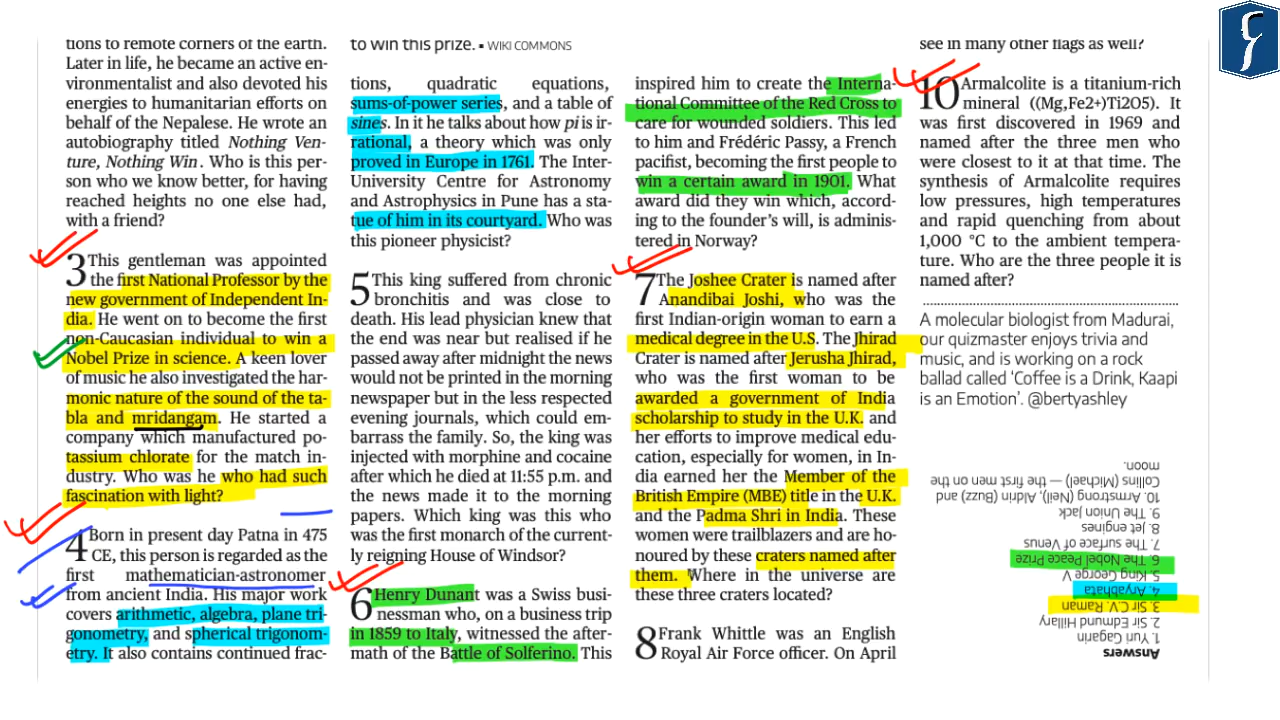 tions to remote corners of the earth.
Later in life, he became an active en-
vironmentalist and also devoted his
energies to humanitarian efforts on
behalf of the Nepalese. He wrote an
autobiography titled Nothing Ven-
ture, Nothing Win. Who is this per-
son who we know better, for having
reached heights no one else had,
with a friend?
3 This gentleman was appointed
the first National Professor by the
new government of Independent In-
dia. He went on to become the first
non-Caucasian individual to win a
Nobel Prize in science. A keen lover
of music he also investigated the har-
monic nature of the sound of the ta-
bla and mridangam. He started a
company which manufactured po-
tassium chlorate for the match in-
dustry. Who was he who had such
fascination with light?
4 Born in present day Patna in 475
CE, this person is regarded as the
first mathematician-astronomer
from ancient India. His major work
covers arithmetic, algebra, plane tri-
gonometry, and spherical trigonom-
etry. It also contains continued frac-
to win this prize. ▪ WIKI COMMONS
tions, quadratic equations,
sums-of-power series, and a table of
sines. In it he talks about how pi is ir-
rational, a theory which was only
proved in Europe in 1761. The Inter-
University Centre for Astronomy
and Astrophysics in Pune has a sta-
tue of him in its courtyard. Who was
this pioneer physicist?
5 This king suffered from chronic
bronchitis and was close to
death. His lead physician knew that
the end was near but realised if he
passed away after midnight the news
would not be printed in the morning
newspaper but in the less respected
evening journals, which could em-
barrass the family. So, the king was
injected with morphine and cocaine
after which he died at 11:55 p.m. and
the news made it to the morning
papers. Which king was this who
was the first monarch of the current-
ly reigning House of Windsor?
6 Henry Dunant was a Swiss busi-
nessman who, on a business trip
in 1859 to Italy, witnessed the after-
math of the Battle of Solferino. This
inspired him to create the Interna-
tional Committee of the Red Cross to
care for wounded soldiers. This led
to him and Frédéric Passy, a French
pacifist, becoming the first people to
win a certain award in 1901. What
award did they win which, accord-
ing to the founder's will, is adminis-
tered in Norway?
7 The Joshee Crater is named after
Anandibai Joshi, who was the
first Indian-origin woman to earn a
medical degree in the U.S. The Jhirad
Crater is named after Jerusha Jhirad,
who was the first woman to be
awarded a government of India
scholarship to study in the U.K. and
her efforts to improve medical edu-
cation, especially for women, in In-
dia earned her the Member of the
British Empire (MBE) title in the U.K.
and the Padma Shri in India. These
women were trailblazers and are ho-
noured by these craters named after
them. Where in the universe are
these three craters located?
8 Frank Whittle was an English
Royal Air Force officer. On April
see in many other flags as well?
10 Armalcolite is a titanium-rich
mineral ((Mg,Fe2+)Ti2O5). It
was first discovered in 1969 and
named after the three men who
were closest to it at that time. The
synthesis of Armalcolite requires
low pressures, high temperatures
and rapid quenching from about
1,000 °C to the ambient tempera-
ture. Who are the three people it is
named after?
A molecular biologist from Madurai,
our quizmaster enjoys trivia and
music, and is working on a rock
ballad called 'Coffee is a Drink, Kaapi
is an Emotion'. @bertyashley
Answers
1. Yuri Gagarin
2. Sir Edmund Hillary
3. Sir C.V. Raman
4. Aryabhata
5. King George V
6. The Nobel Peace Prize
7. The surface of Venus
8. Jet engines
9. The Union Jack
10. Armstrong (Neil), Aldrin (Buzz) and
Collins (Michael) — the first men on the
moon.